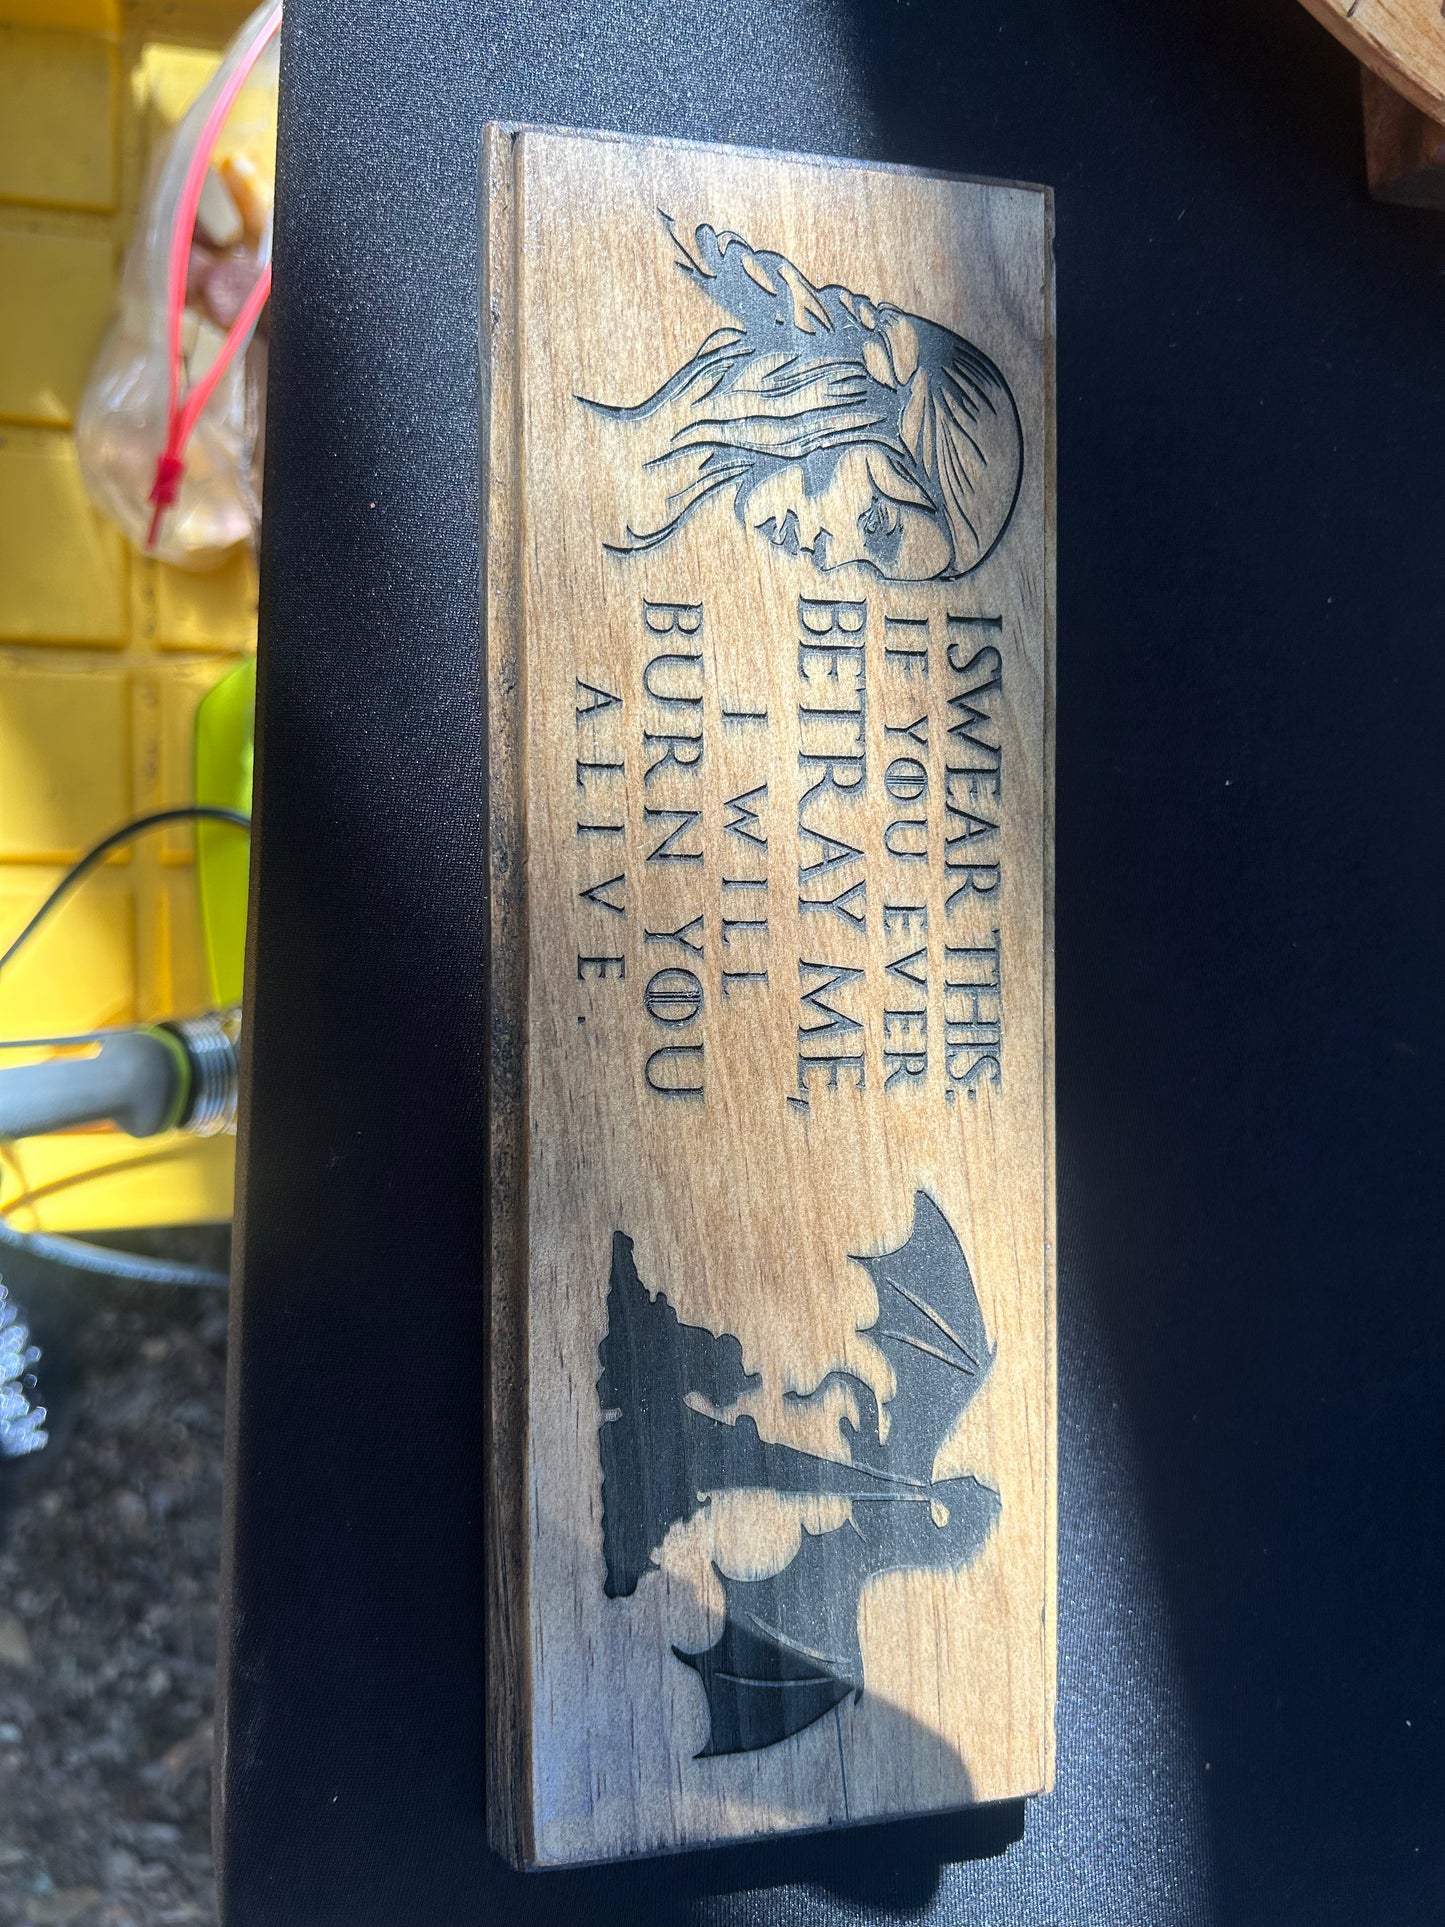 I SWEAR THIS:
IF YOU EVER
BETRAY ME,
I WILL
BURN YOU
ALIVE.